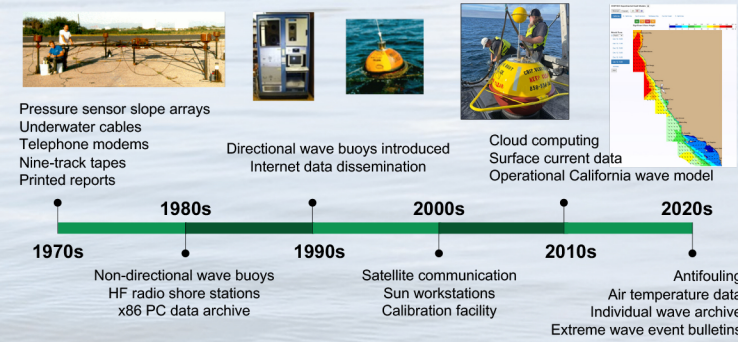 Pressure sensor slope arrays
Underwater cables
Telephone modems
Nine-track tapes
Printed reports
Directional wave buoys introduced
Internet data dissemination
Cloud computing
Surface current data
Operational California wave model
1980s
2000s
2020s
1970s
1990s
2010s
Non-directional wave buoys
HF radio shore stations
x86 PC data archive
Satellite communication
Sun workstations
Calibration facility
Antifouling
Air temperature data
Individual wave archive
Extreme wave event bulletins